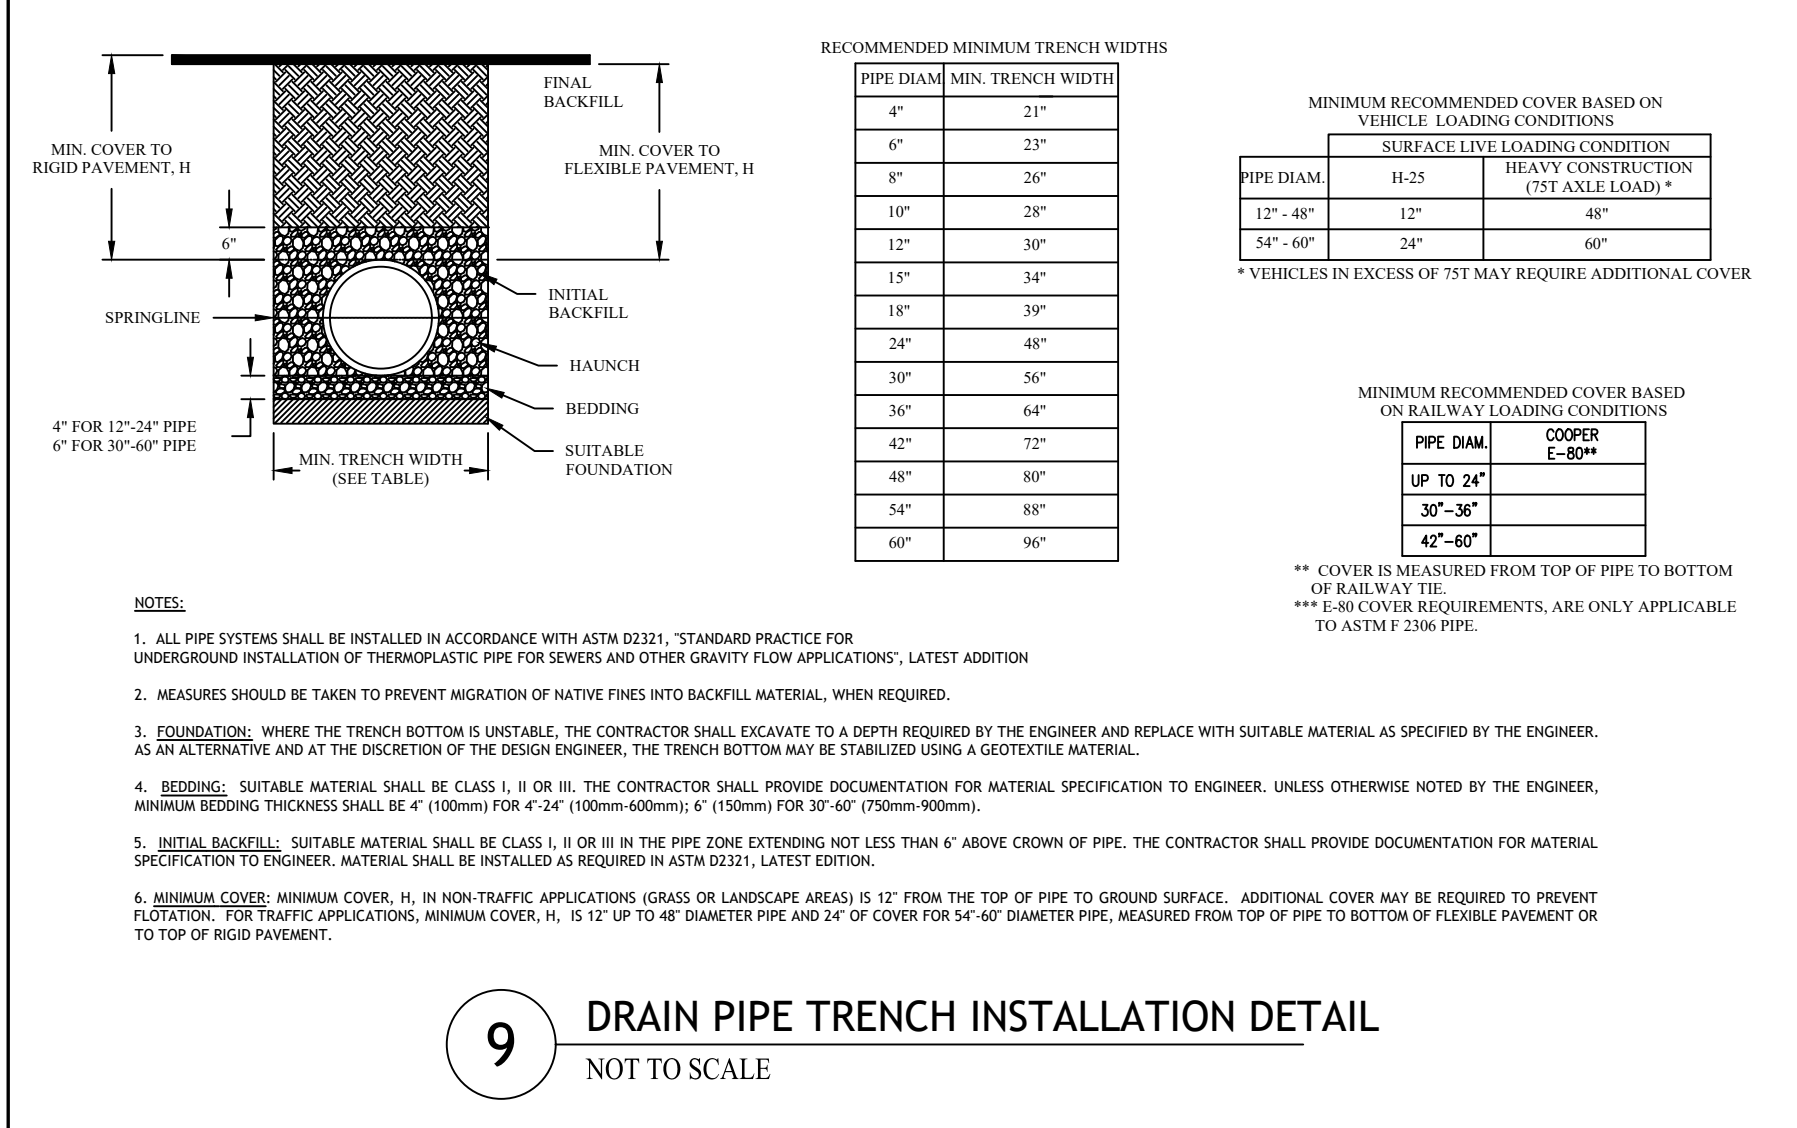 FINAL
BACKFILL
MIN. COVER TO
RIGID PAVEMENT, H
MIN. COVER TO
FLEXIBLE PAVEMENT, H
6"
INITIAL
BACKFILL
SPRINGLINE
HAUNCH
BEDDING
4" FOR 12"-24" PIPE
6" FOR 30"-60" PIPE
SUITABLE
FOUNDATION
MIN. TRENCH WIDTH
(SEE TABLE)
RECOMMENDED MINIMUM TRENCH WIDTHS
PIPE DIAM. MIN. TRENCH WIDTH
4" 21"
6" 23"
8" 26"
10" 28"
12" 30"
15" 34"
18" 39"
24" 48"
30" 56"
36" 64"
42" 72"
48" 80"
54" 88"
60" 96"
MINIMUM RECOMMENDED COVER BASED ON
VEHICLE LOADING CONDITIONS
SURFACE LIVE LOADING CONDITION
PIPE DIAM. H-25 HEAVY CONSTRUCTION
(75T AXLE LOAD) *
12" - 48" 12" 48"
54" - 60" 24" 60"
* VEHICLES IN EXCESS OF 75T MAY REQUIRE ADDITIONAL COVER
MINIMUM RECOMMENDED COVER BASED
ON RAILWAY LOADING CONDITIONS
PIPE DIAM. COOPER
E-80**
UP TO 24"
30"-36"
42"-60"
** COVER IS MEASURED FROM TOP OF PIPE TO BOTTOM
OF RAILWAY TIE.
*** E-80 COVER REQUIREMENTS, ARE ONLY APPLICABLE
TO ASTM F 2306 PIPE.
NOTES:
1. ALL PIPE SYSTEMS SHALL BE INSTALLED IN ACCORDANCE WITH ASTM D2321, "STANDARD PRACTICE FOR
UNDERGROUND INSTALLATION OF THERMOPLASTIC PIPE FOR SEWERS AND OTHER GRAVITY FLOW APPLICATIONS", LATEST ADDITION
2. MEASURES SHOULD BE TAKEN TO PREVENT MIGRATION OF NATIVE FINES INTO BACKFILL MATERIAL, WHEN REQUIRED.
3. FOUNDATION: WHERE THE TRENCH BOTTOM IS UNSTABLE, THE CONTRACTOR SHALL EXCAVATE TO A DEPTH REQUIRED BY THE ENGINEER AND REPLACE WITH SUITABLE MATERIAL AS SPECIFIED BY THE ENGINEER.
AS AN ALTERNATIVE AND AT THE DISCRETION OF THE DESIGN ENGINEER, THE TRENCH BOTTOM MAY BE STABILIZED USING A GEOTEXTILE MATERIAL.
4. BEDDING: SUITABLE MATERIAL SHALL BE CLASS I, II OR III. THE CONTRACTOR SHALL PROVIDE DOCUMENTATION FOR MATERIAL SPECIFICATION TO ENGINEER. UNLESS OTHERWISE NOTED BY THE ENGINEER,
MINIMUM BEDDING THICKNESS SHALL BE 4" (100mm) FOR 4"-24" (100mm-600mm); 6" (150mm) FOR 30"-60" (750mm-900mm).
5. INITIAL BACKFILL: SUITABLE MATERIAL SHALL BE CLASS I, II OR III IN THE PIPE ZONE EXTENDING NOT LESS THAN 6" ABOVE CROWN OF PIPE. THE CONTRACTOR SHALL PROVIDE DOCUMENTATION FOR MATERIAL
SPECIFICATION TO ENGINEER. MATERIAL SHALL BE INSTALLED AS REQUIRED IN ASTM D2321, LATEST EDITION.
6. MINIMUM COVER: MINIMUM COVER, H, IN NON-TRAFFIC APPLICATIONS (GRASS OR LANDSCAPE AREAS) IS 12" FROM THE TOP OF PIPE TO GROUND SURFACE. ADDITIONAL COVER MAY BE REQUIRED TO PREVENT
FLOTATION. FOR TRAFFIC APPLICATIONS, MINIMUM COVER, H, IS 12" UP TO 48" DIAMETER PIPE AND 24" OF COVER FOR 54"-60" DIAMETER PIPE, MEASURED FROM TOP OF PIPE TO BOTTOM OF FLEXIBLE PAVEMENT OR
TO TOP OF RIGID PAVEMENT.
9
DRAIN PIPE TRENCH INSTALLATION DETAIL
NOT TO SCALE